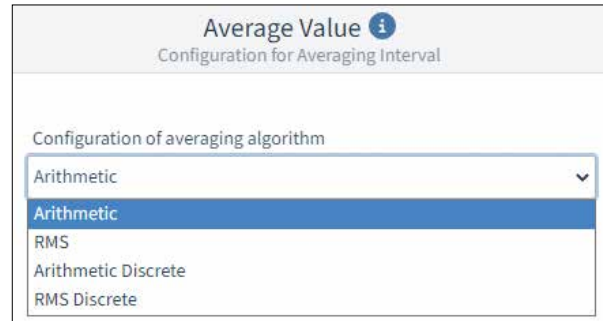 Average Value i
Configuration for Averaging Interval
Configuration of averaging algorithm
Arithmetic
Arithmetic
RMS
Arithmetic Discrete
RMS Discrete